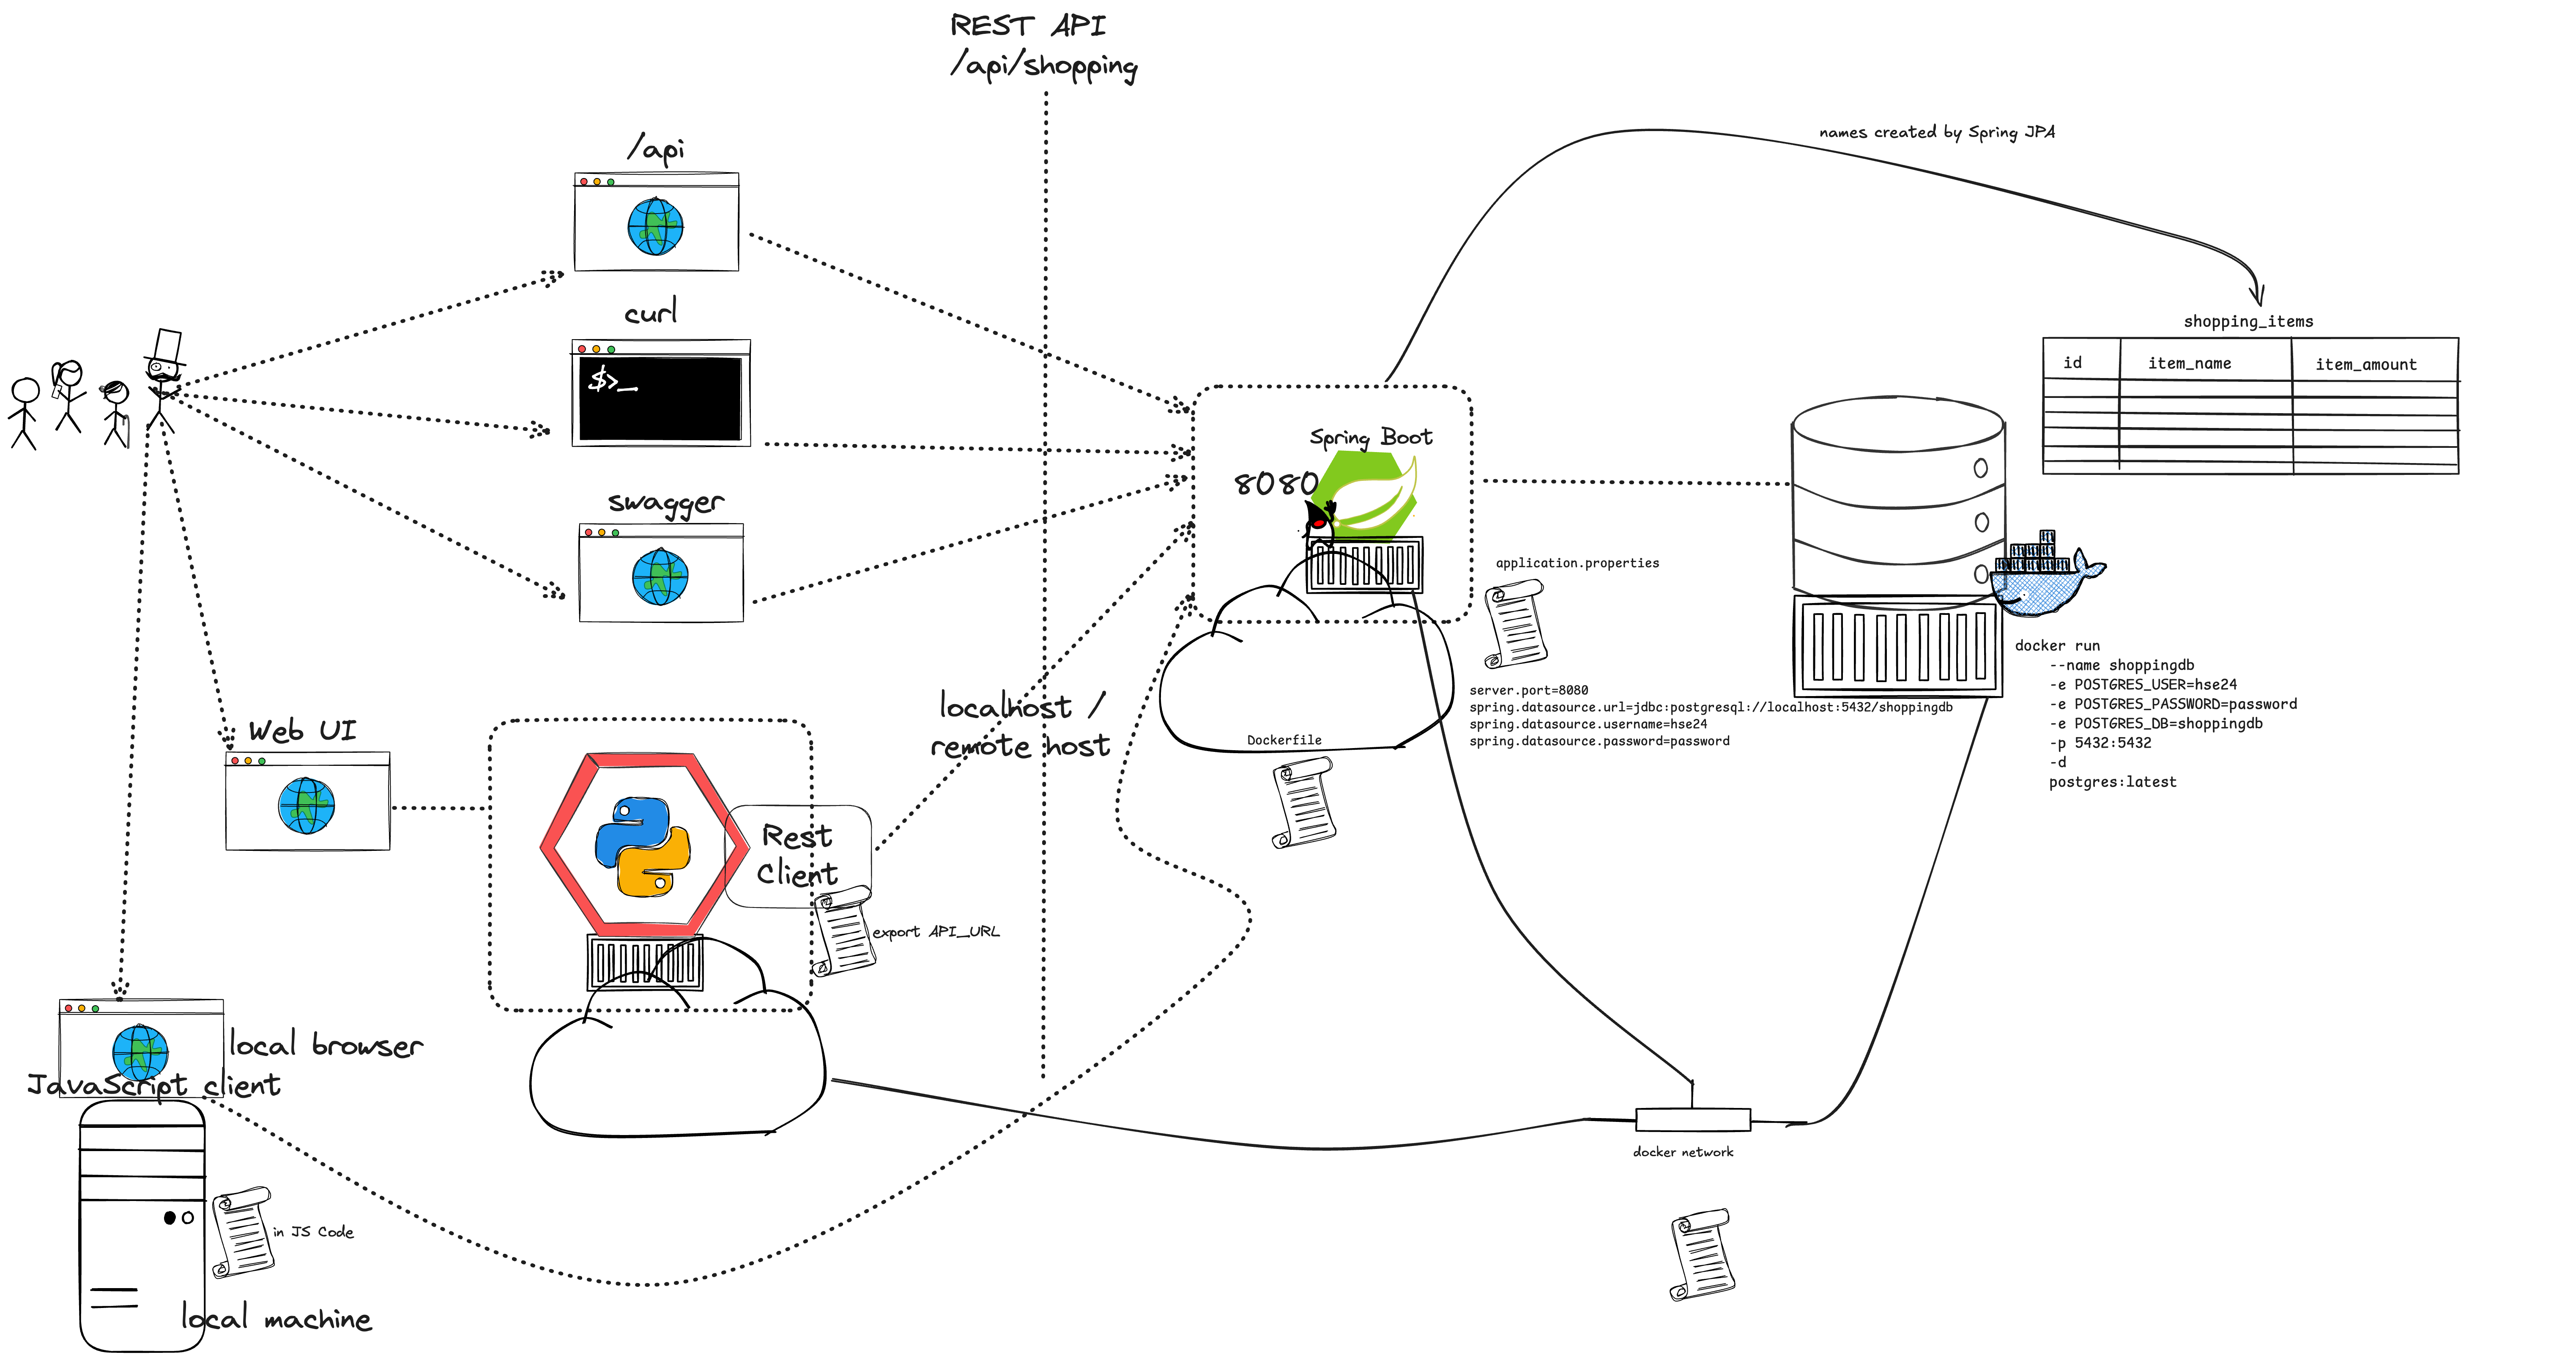 REST API
/api/shopping
names created by Spring JPA
/api
curl
$>_
swagger
shopping_items
id
item_name
item_amount
Spring Boot
8080
application.properties
server.port=8080
spring.datasource.url=jdbc:postgresql://localhost:5432/shoppingdb
spring.datasource.username=hse24
spring.datasource.password=password
docker run
--name shoppingdb
-e POSTGRES_USER=hse24
-e POSTGRES_PASSWORD=password
-e POSTGRES_DB=shoppingdb
-p 5432:5432
-d
postgres:latest
localhost /
remote host
Dockerfile
Web UI
Rest
Client
export API_URL
local browser
JavaScript client
in JS Code
local machine
docker network